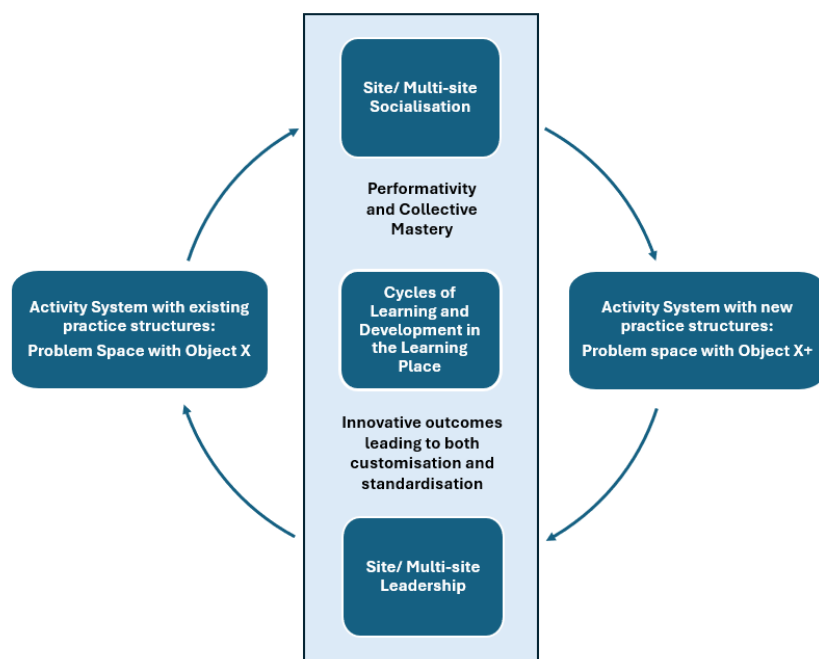 Site/ Multi-site
Socialisation
Performativity
and Collective
Mastery
Activity System with existing
practice structures:
Problem Space with Object X
Cycles of
Learning and
Development in
the Learning
Place
Activity System with new
practice structures:
Problem space with Object X+
Innovative outcomes
leading to both
customisation and
standardisation
Site/ Multi-site
Leadership